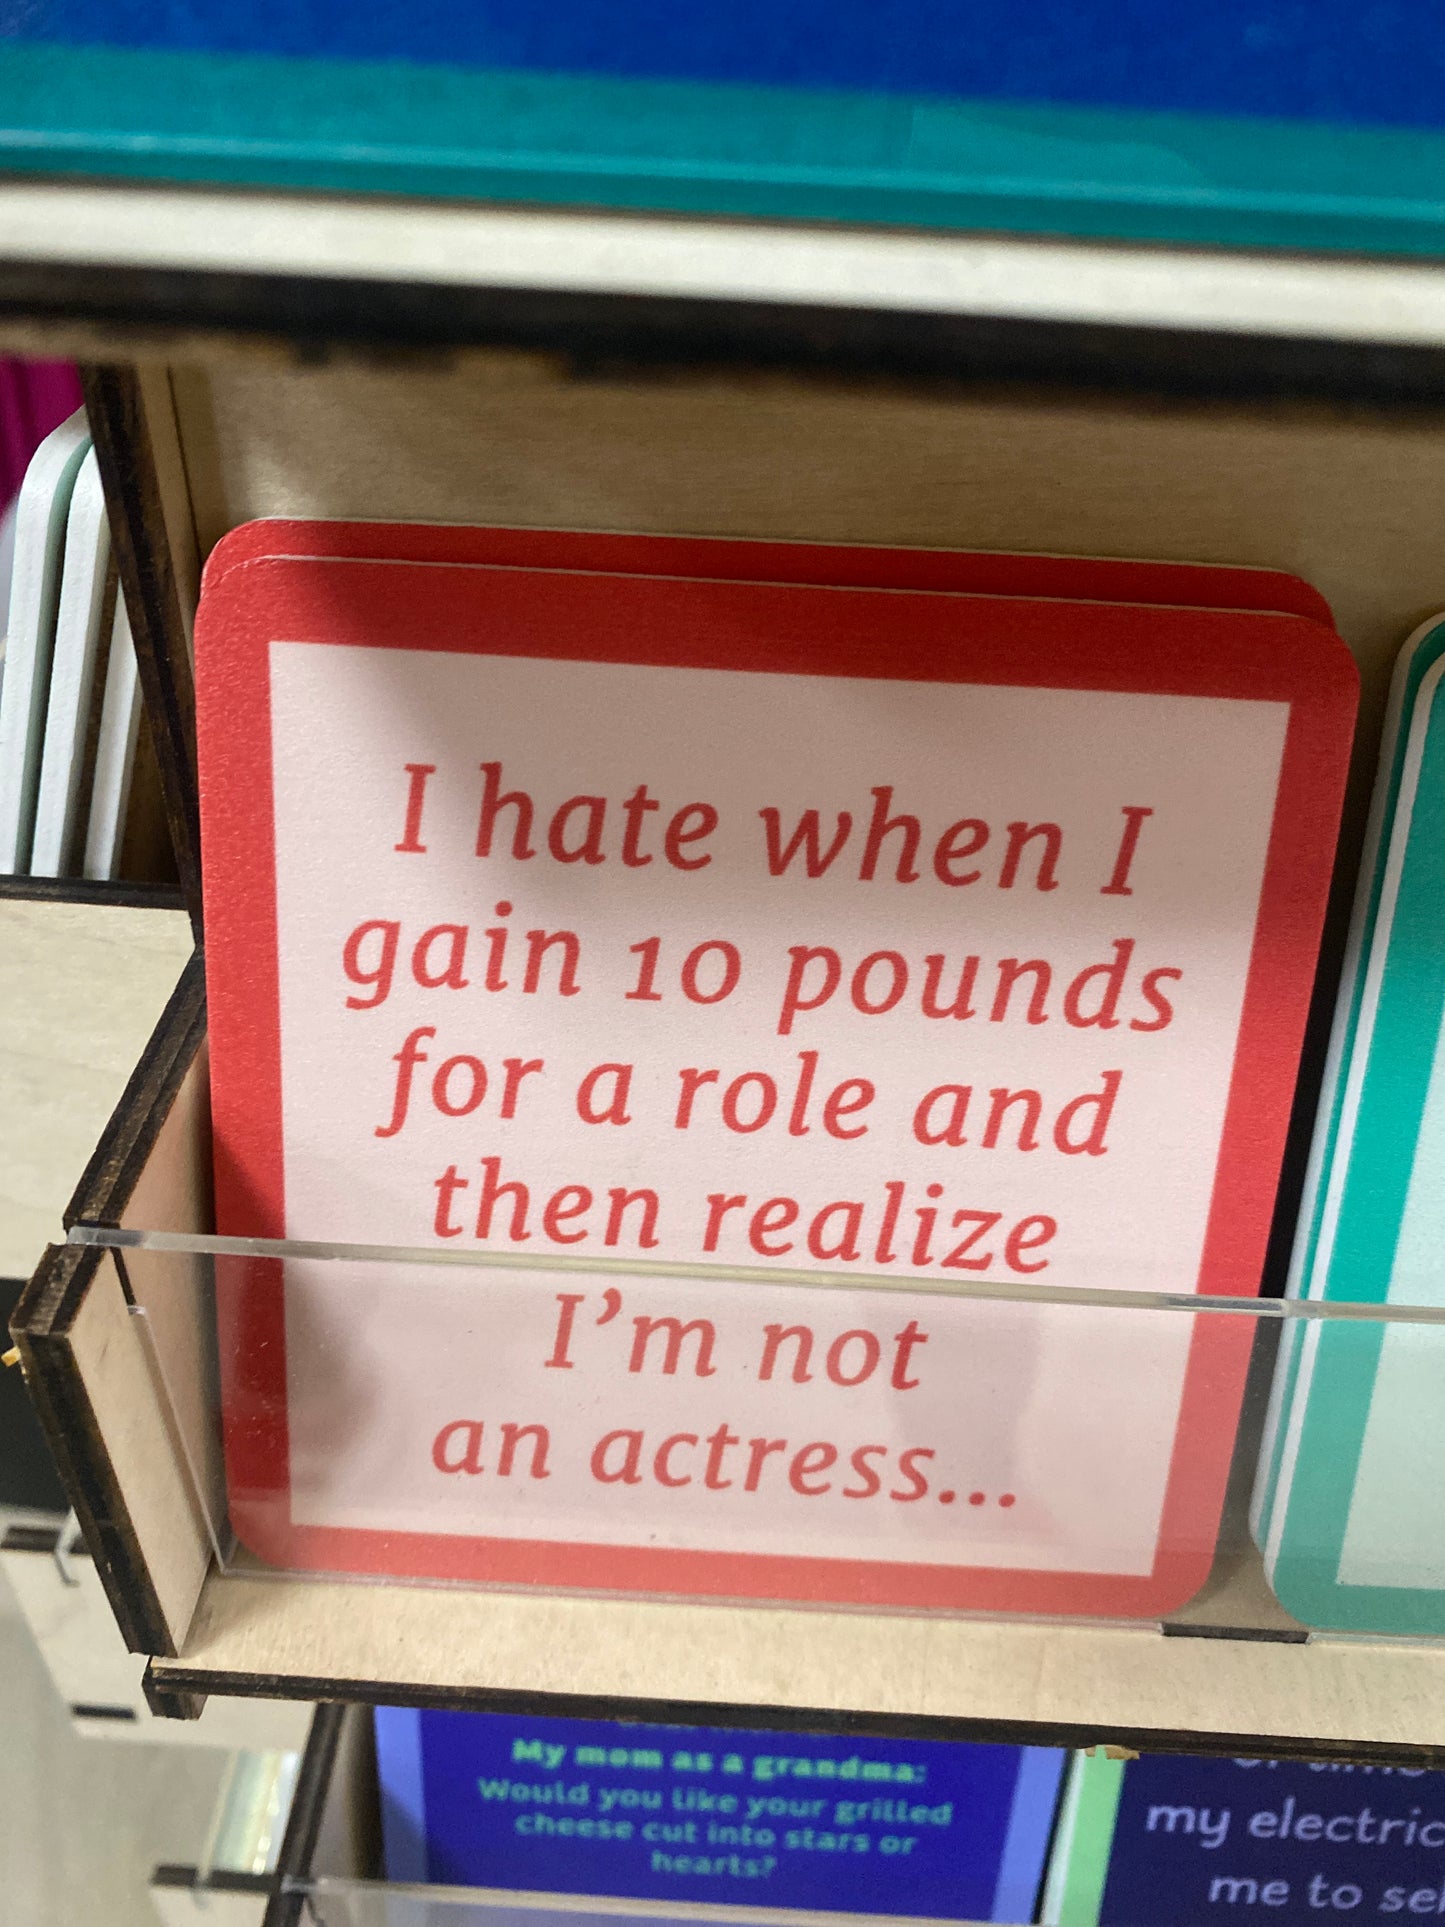 I hate when I
gain 10 pounds
for a role and
then realize
I'm not
an actress...
My mom as a grandma:
Would you like your grilled
cheese cut into stars or
hearts?
my electric
me to